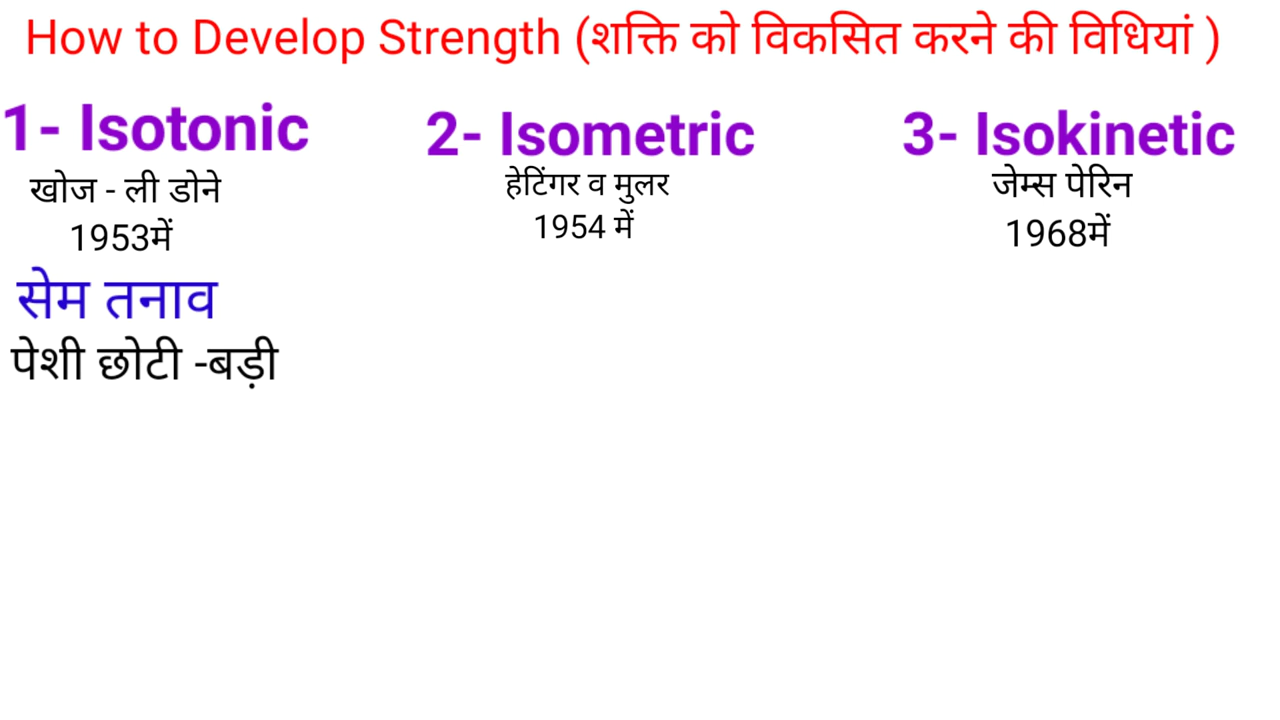 How to Develop Strength (शक्ति को विकसित करने की विधियां )
1- Isotonic
खोज - ली डोने
1953में
सेम तनाव
पेशी छोटी -बड़ी
2- Isometric
हेटिंगर व मुलर
1954 में
3- Isokinetic
जेम्स पेरिन
1968में